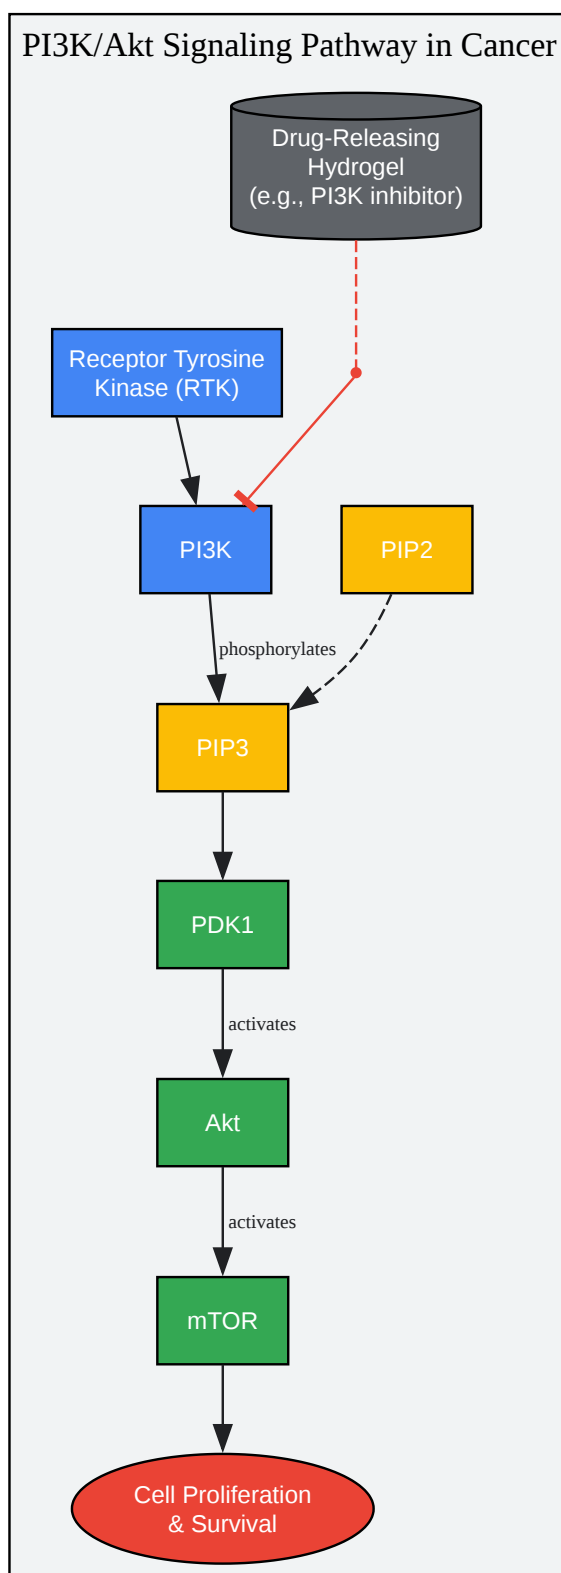 PI3K/Akt Signaling Pathway in Cancer
Drug-Releasing
Hydrogel
(e.g., PI3K inhibitor)
Receptor Tyrosine
Kinase (RTK)
PI3K
PIP2
phosphorylates
PIP3
PDK1
activates
Akt
activates
mTOR
Cell Proliferation
& Survival